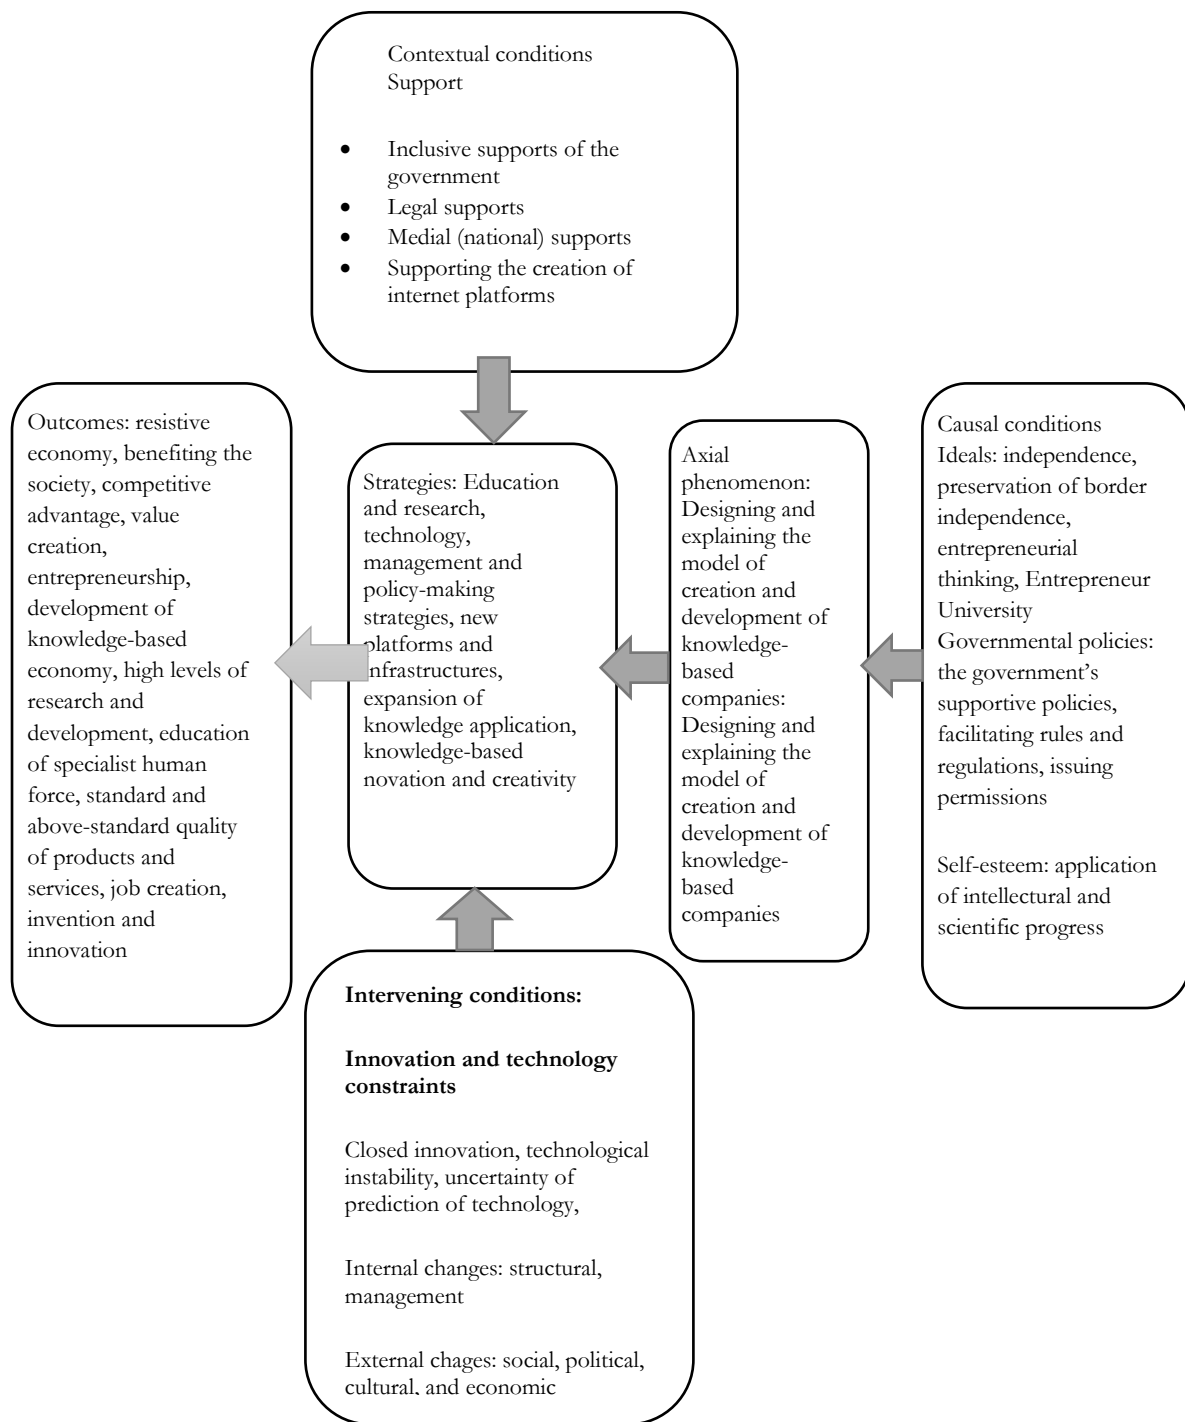 Contextual conditions
Support
• Inclusive supports of the
government
• Legal supports
• Medial (national) supports
• Supporting the creation of
internet platforms
Outcomes: resistive
economy, benefiting the
society, competitive
advantage, value
creation,
entrepreneurship,
development of
knowledge-based
economy, high levels of
research and
development, education
of specialist human
force, standard and
above-standard quality
of products and
services, job creation,
invention and
innovation
Strategies: Education
and research,
technology,
management and
policy-making
strategies, new
platforms and
infrastructures,
expansion of
knowledge application,
knowledge-based
novation and creativity
Axial
phenomenon:
Designing and
explaining the
model of
creation and
development of
knowledge-
based
companies:
Designing and
explaining the
model of
creation and
development of
knowledge-
based
companies
Causal conditions
Ideals: independence,
preservation of border
independence,
entrepreneurial
thinking, Entrepreneur
University
Governmental policies:
the government's
supportive policies,
facilitating rules and
regulations, issuing
permissions
Self-esteem: application
of intellectural and
scientific progress
Intervening conditions:
Innovation and technology
constraints
Closed innovation, technological
instability, uncertainty of
prediction of technology,
Internal changes: structural,
management
External chages: social, political,
cultural, and economic